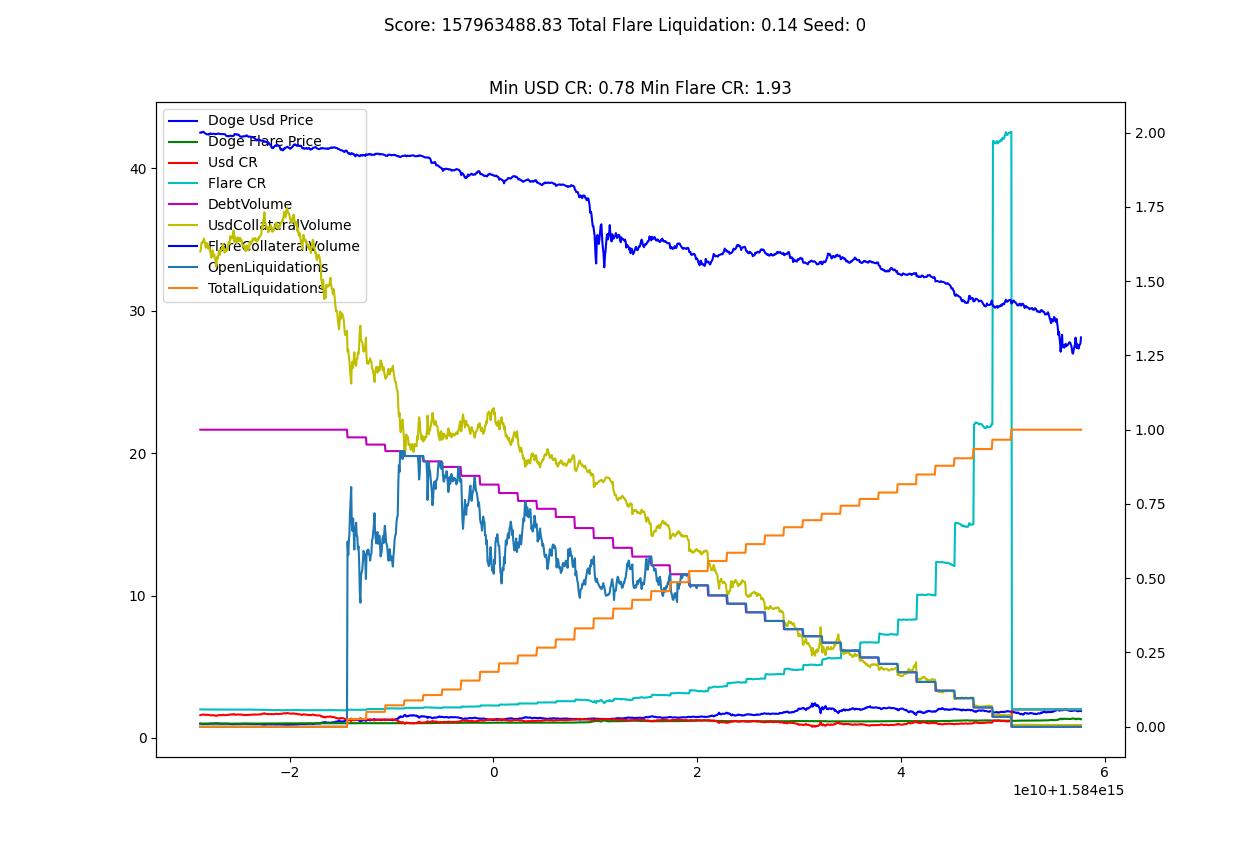 Score: 157963488.83 Total Flare Liquidation: 0.14 Seed: 0
Min USD CR: 0.78 Min Flare CR: 1.93
Doge Usd Price
Doge Flare Price
Usd CR
Flare CR
DebtVolume
UsdCollateralVolume
FlareCollateralVolume
OpenLiquidations
TotalLiquidations
40
30
20
10
0
2.00
1.75
1.50
1.25
1.00
0.75
0.50
0.25
0.00
−2
0
2
4
6
1e10+1.584e15